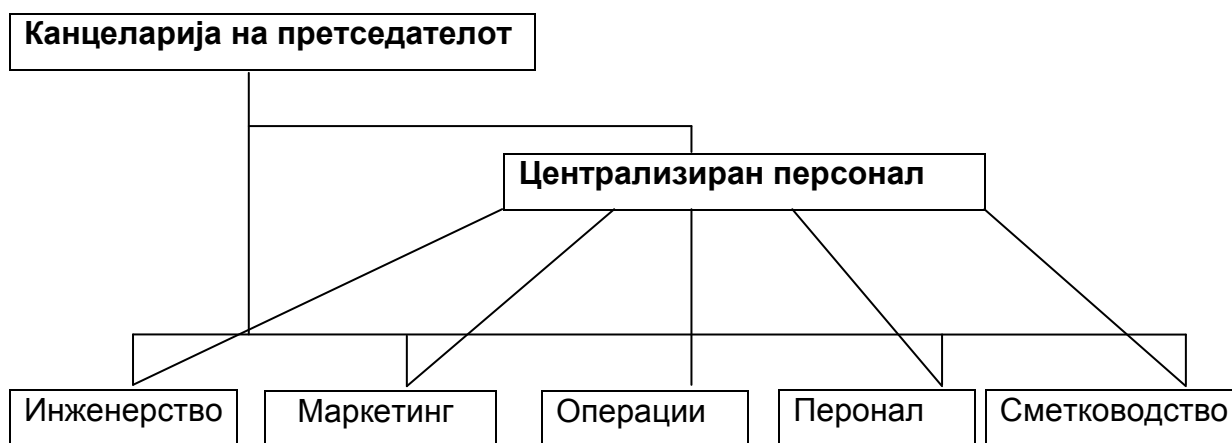 Канцеларија на претседателот
Централизиран персонал
Инженерство
Маркетинг
Операции
Перонал
Сметководство